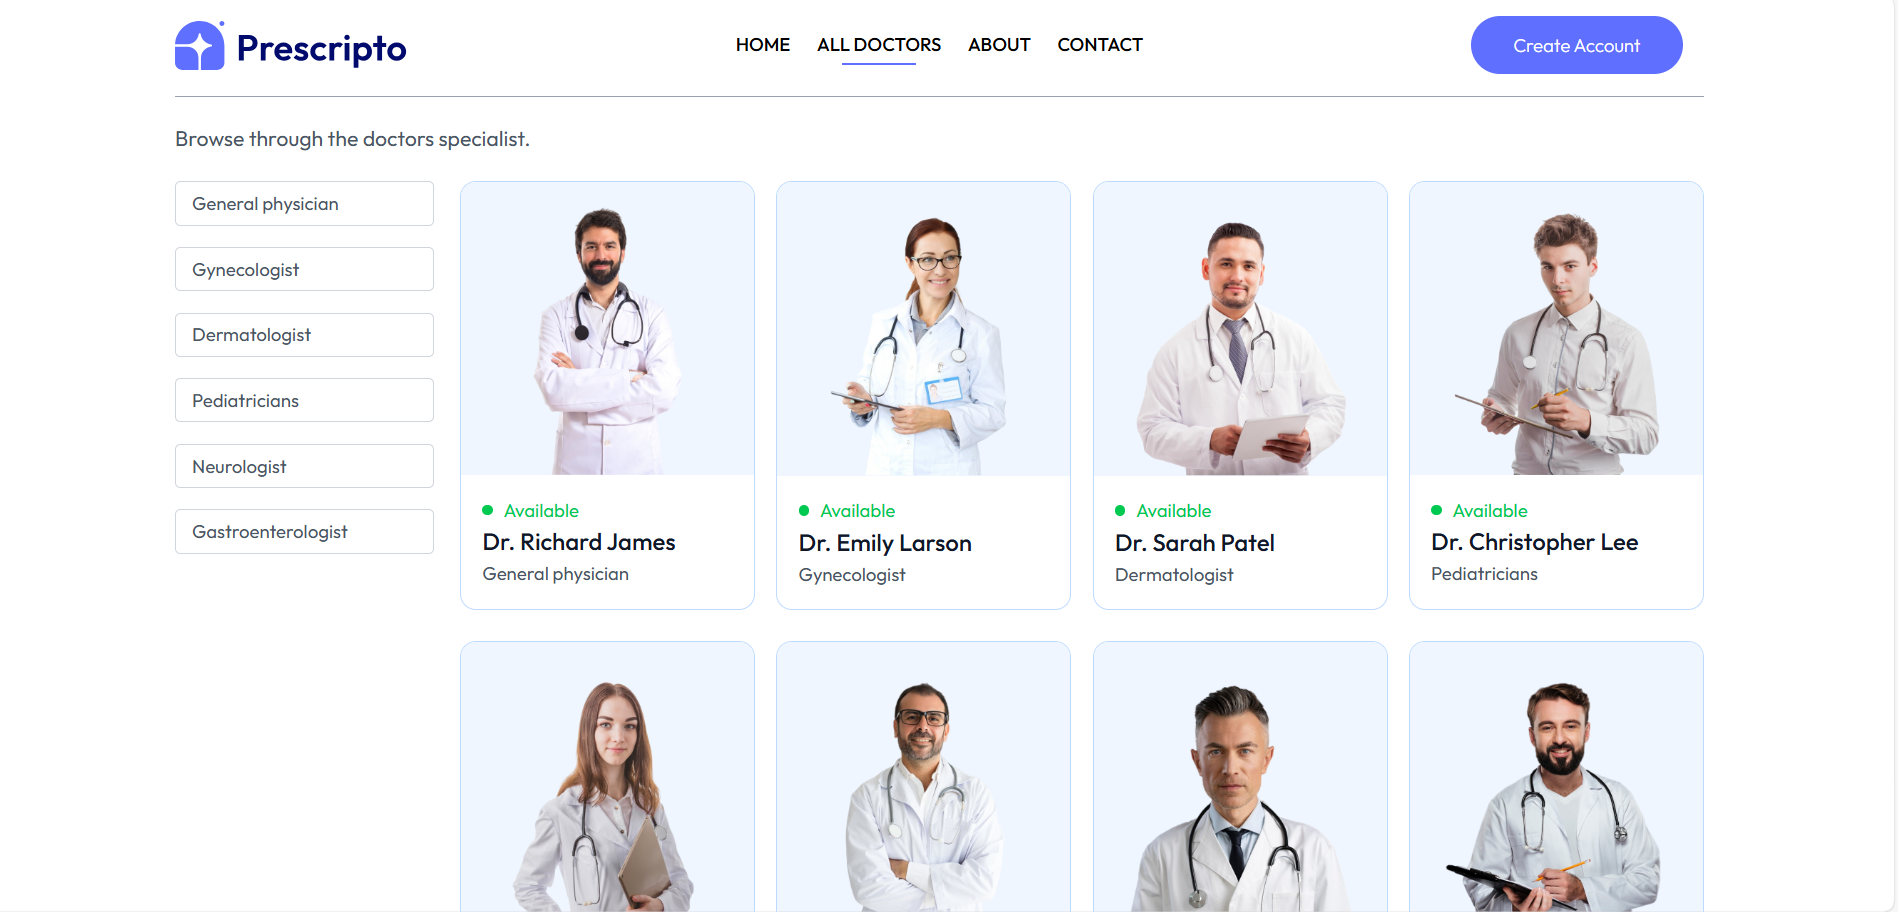 Prescripto
HOME ALL DOCTORS ABOUT CONTACT
Create Account
Browse through the doctors specialist.
General physician
Gynecologist
Dermatologist
Pediatricians
Neurologist
Gastroenterologist
Available
Dr. Richard James
General physician
Available
Dr. Emily Larson
Gynecologist
Available
Dr. Sarah Patel
Dermatologist
Available
Dr. Christopher Lee
Pediatricians